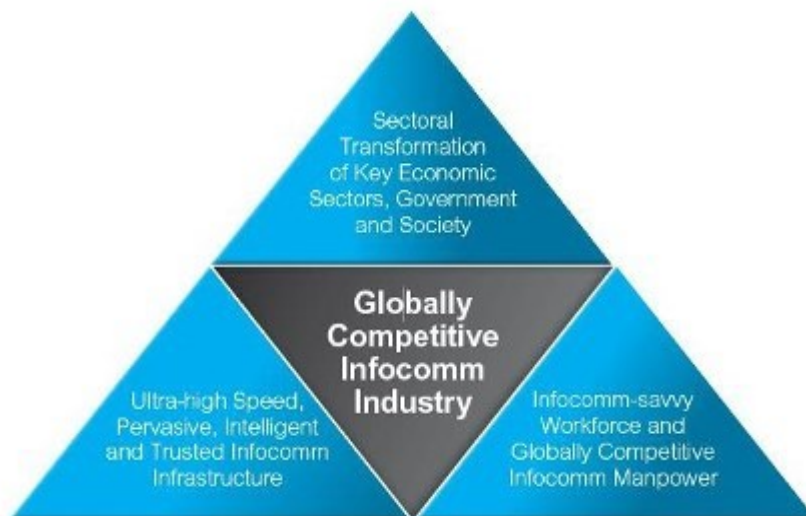 Sectoral
Transformation
of Key Economic
Sectors, Government
and Society
Globally
Competitive
Infocomm
Industry
Ultra-high Speed,
Pervasive, Intelligent
and Trusted Infocomm
Infrastructure
Infocomm-savvy
Workforce and
Globally Competitive
Infocomm Manpower